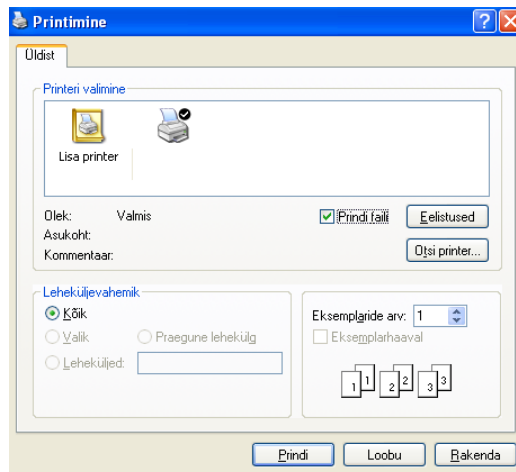 Printimine
Üldist
Printeri valimine
Lisa printer
Olek: Valmis
Prindi faili
Eelistused
Asukoht:
Kommentaar:
Otsi printer...
Leheküljevahemik
Kõik
Valik
Praegune lehekülg
Leheküljed:
Eksemplaride arv: 1
Eksemplarhaaval
1 1 2 2 3 3
Prindi
Loobu
Rakenda